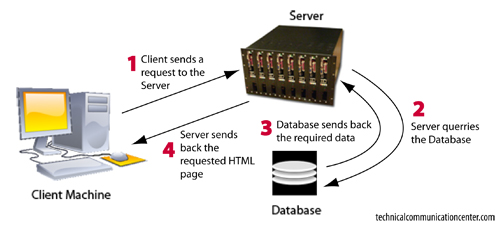 Server
1 Client sends a
request to the
Server
2
Server querries
the Database
3 Database sends back
the required data
4 Server sends
back the
requested HTML
page
Client Machine
Database
technicalcommunicationcenter.com